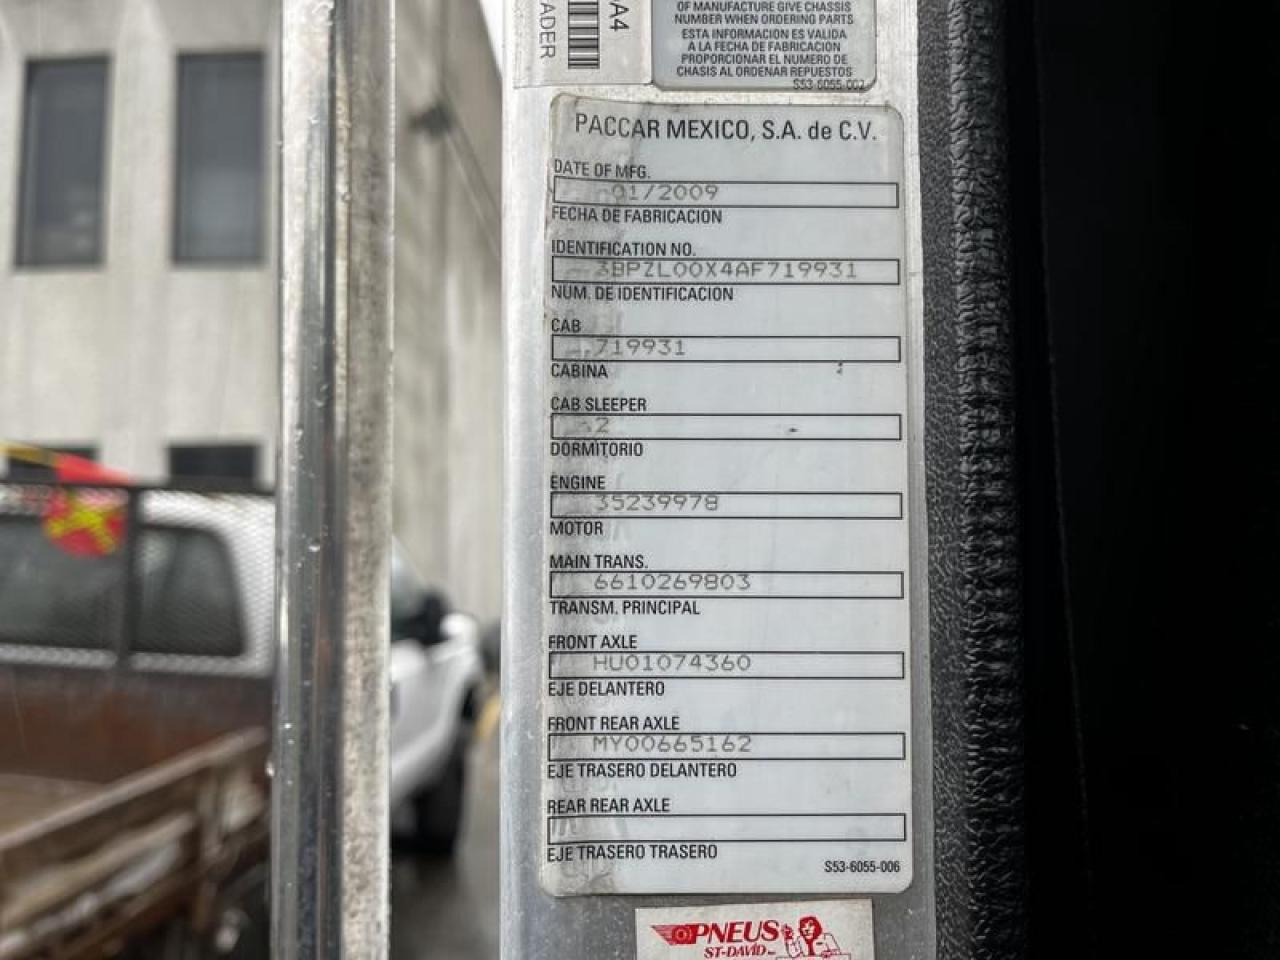 A4
ADER
OF MANUFACTURE GIVE CHASSIS
NUMBER WHEN ORDERING PARTS
ESTA INFORMACION ES VALIDA
A LA FECHA DE FABRICACION
PROPORCIONAR EL NUMERO DE
CHASIS AL ORDENAR REPUESTOS
S53-6055-002
PACCAR MEXICO, S.A. de C.V.
DATE OF MFG.
01/2009
FECHA DE FABRICACION
IDENTIFICATION NO.
3BPZL00X4AF719931
NUM. DE IDENTIFICACION
CAB
719931
CABINA
CAB SLEEPER
2
DORMITORIO
ENGINE
35239978
MOTOR
MAIN TRANS.
6610269803
TRANSM. PRINCIPAL
FRONT AXLE
HU01074360
EJE DELANTERO
FRONT REAR AXLE
MY00665162
EJE TRASERO DELANTERO
REAR REAR AXLE
EJE TRASERO TRASERO
S53-6055-006
PNEUS
ST-DAVID